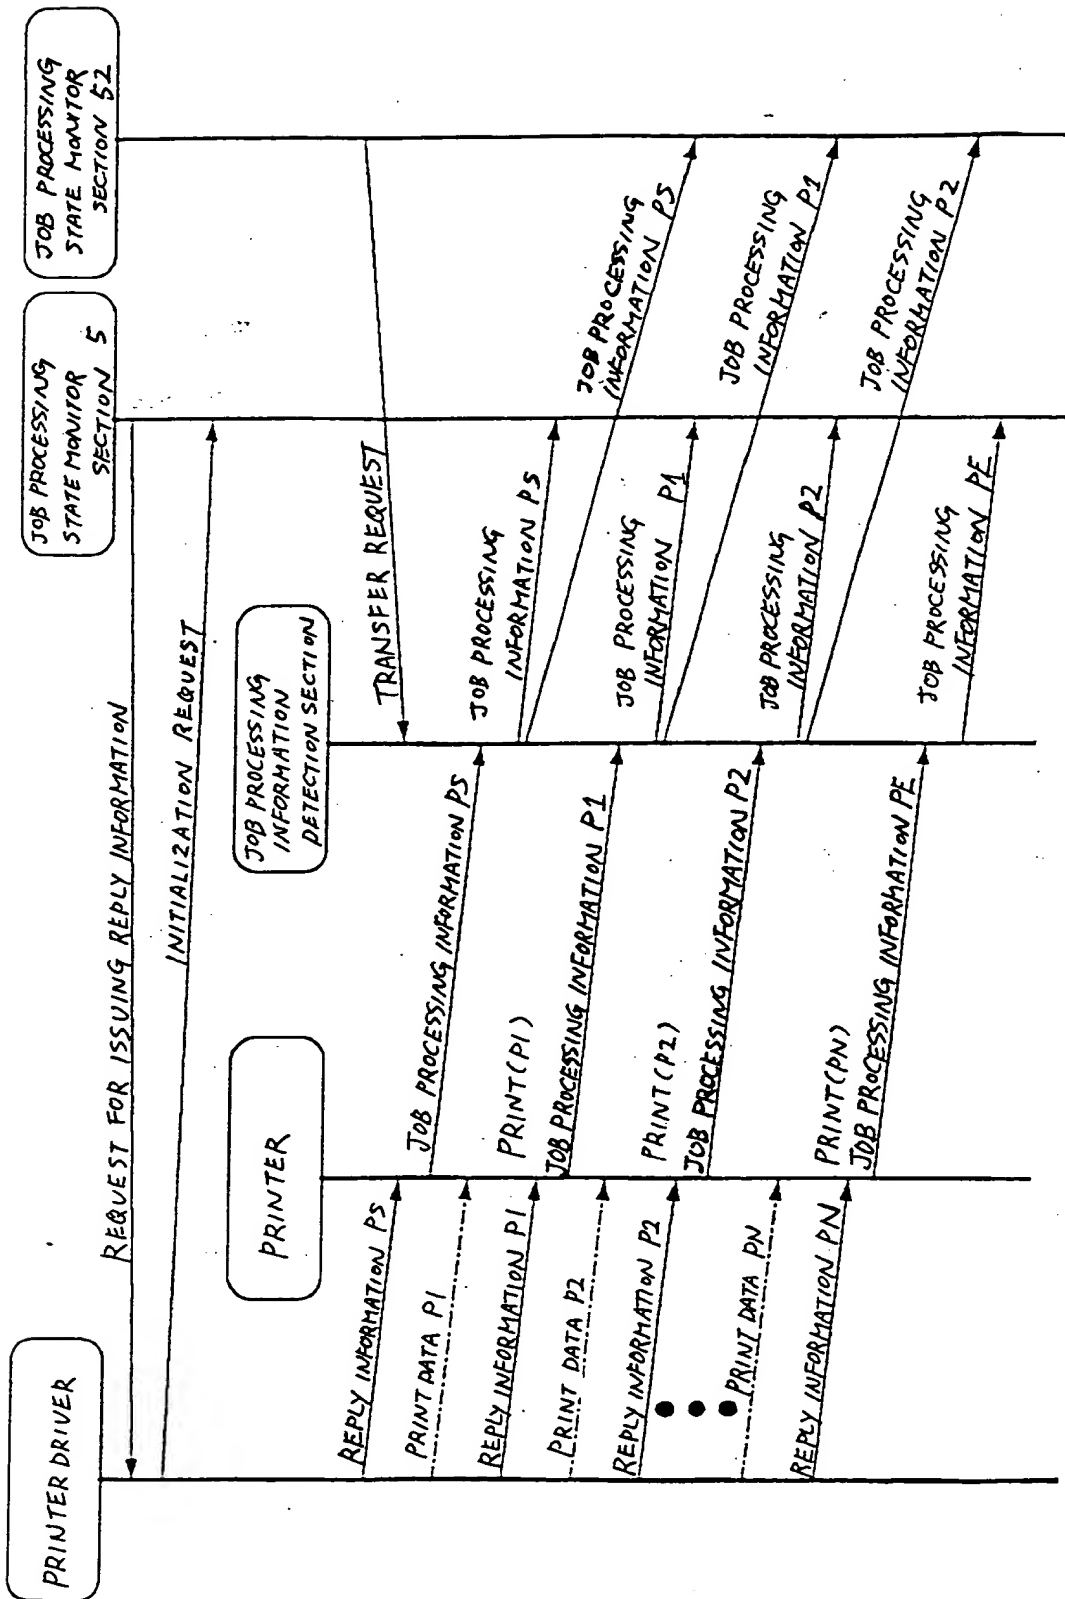 PRINTER DRIVER
PRINTER
JOB PROCESSING
INFORMATION
DETECTION SECTION
JOB PROCESSING
STATE MONITOR
SECTION 5
JOB PROCESSING
STATE MONITOR
SECTION 52
REQUEST FOR ISSUING REPLY INFORMATION
INITIALIZATION REQUEST
TRANSFER REQUEST
REPLY INFORMATION PS
JOB PROCESSING INFORMATION PS
JOB PROCESSING
INFORMATION PS
JOB PROCESSING
INFORMATION PS
PRINT DATA P1
REPLY INFORMATION P1
PRINT(P1)
JOB PROCESSING INFORMATION P1
JOB PROCESSING
INFORMATION P1
JOB PROCESSING
INFORMATION P1
PRINT DATA P2
REPLY INFORMATION P2
PRINT(P2)
JOB PROCESSING INFORMATION P2
JOB PROCESSING
INFORMATION P2
JOB PROCESSING
INFORMATION P2
PRINT DATA PN
REPLY INFORMATION PN
PRINT(PN)
JOB PROCESSING INFORMATION PE
JOB PROCESSING
INFORMATION PE